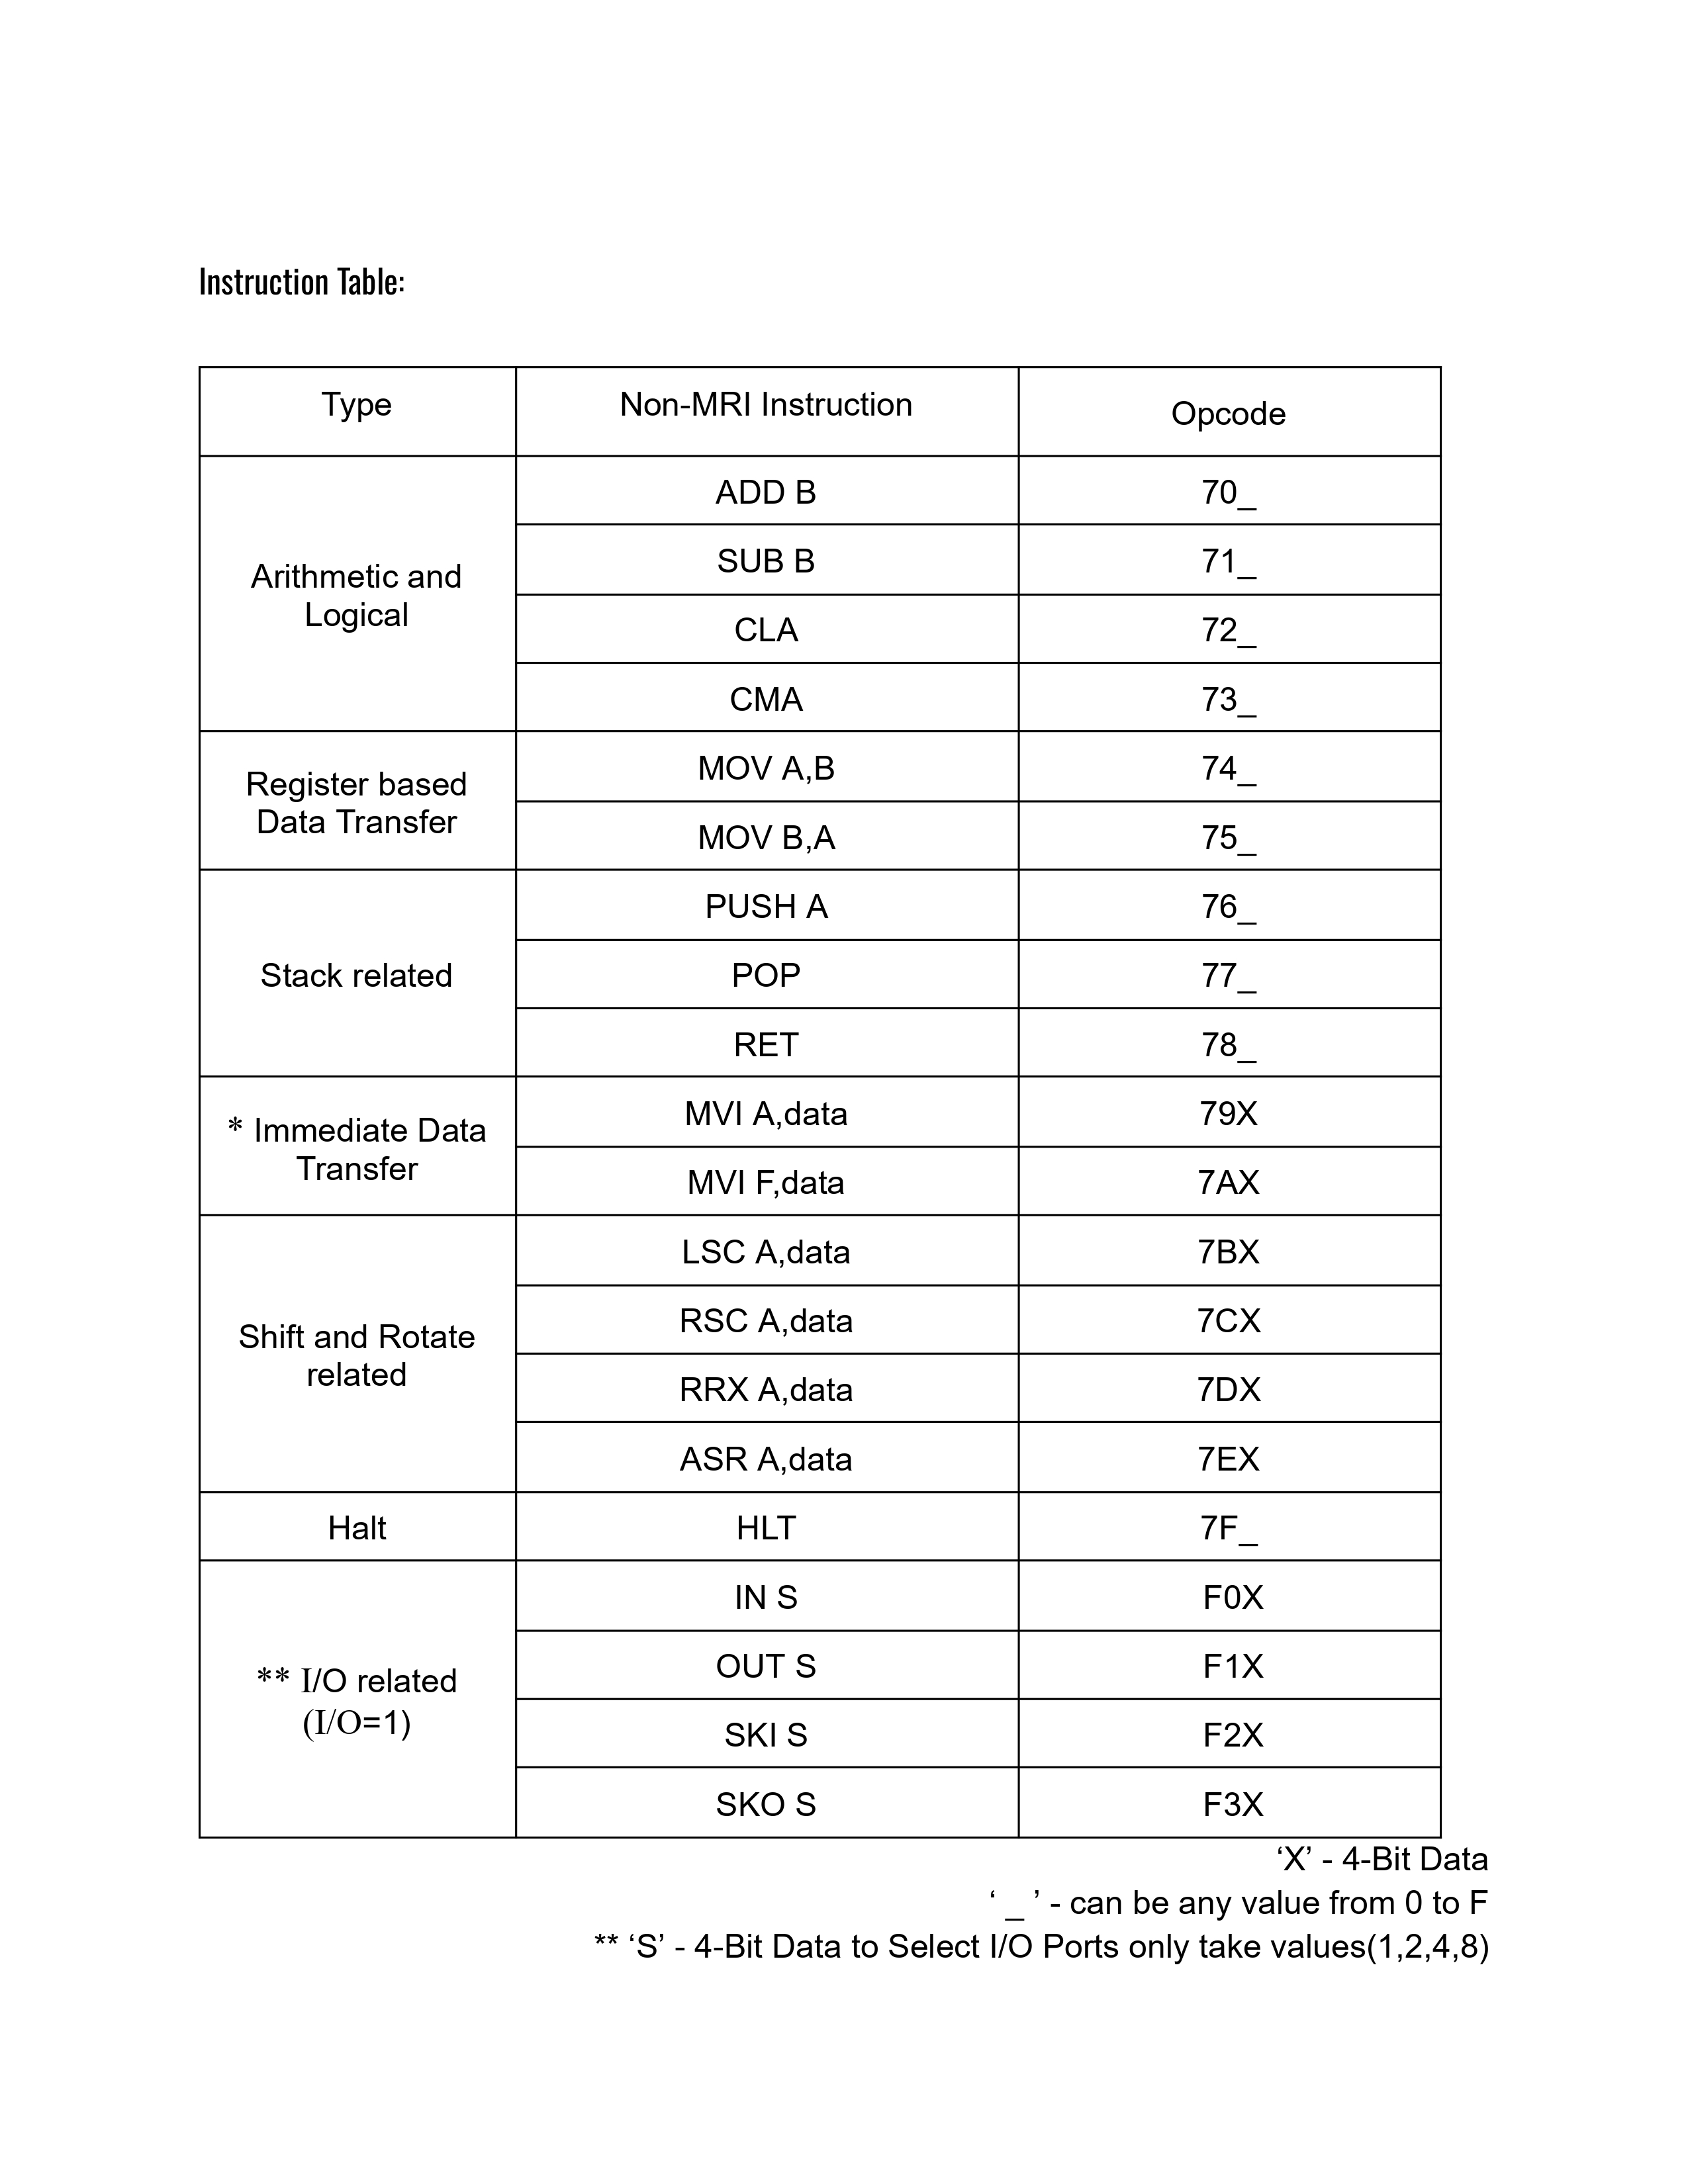 Instruction Table:
Type
Non-MRI Instruction
Opcode
Arithmetic and
Logical
ADD B
70_
SUB B
71_
CLA
72_
CMA
73_
Register based
Data Transfer
MOV A,B
74_
MOV B,A
75_
Stack related
PUSH A
76_
POP
77_
RET
78_
* Immediate Data
Transfer
MVI A,data
79X
MVI F,data
7AX
Shift and Rotate
related
LSC A,data
7BX
RSC A,data
7CX
RRX A,data
7DX
ASR A,data
7EX
Halt
HLT
7F_
** I/O related
(I/O=1)
IN S
F0X
OUT S
F1X
SKI S
F2X
SKO S
F3X
‘X’ - 4-Bit Data
‘ _ ’ - can be any value from 0 to F
** ‘S’ - 4-Bit Data to Select I/O Ports only take values(1,2,4,8)